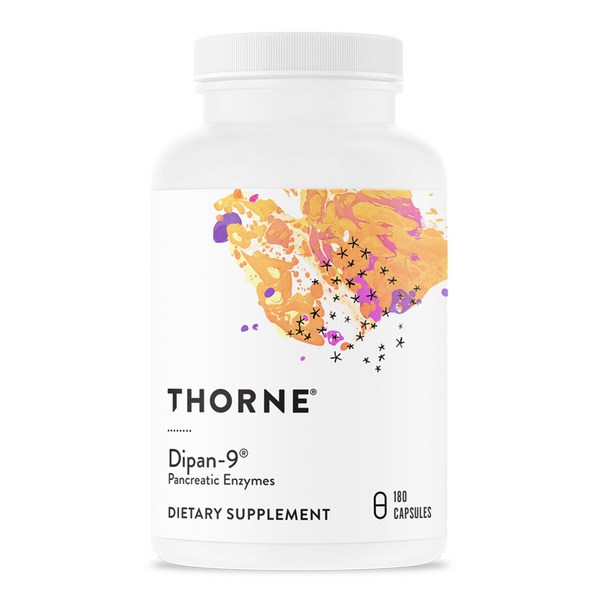 THORNE®
Dipan-9®
Pancreatic Enzymes
DIETARY SUPPLEMENT
180
CAPSULES